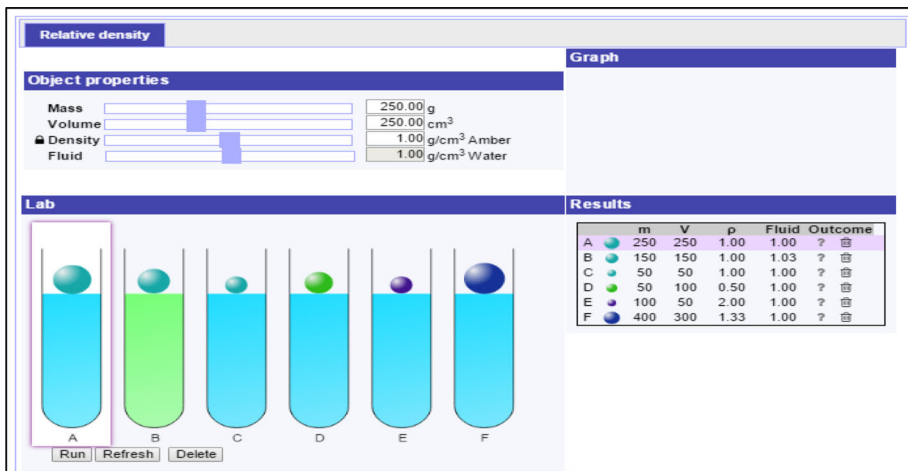 Relative density
Graph
Object properties
Mass 250.00 g
Volume 250.00 cm³
Density 1.00 g/cm³ Amber
Fluid 1.00 g/cm³ Water
Lab
Results
m V ρ Fluid Outcome
A 250 250 1.00 1.00 ?
B 150 150 1.00 1.03 ?
C 50 50 1.00 1.00 ?
D 50 100 0.50 1.00 ?
E 100 50 2.00 1.00 ?
F 400 300 1.33 1.00 ?
A B C D E F
Run Refresh Delete